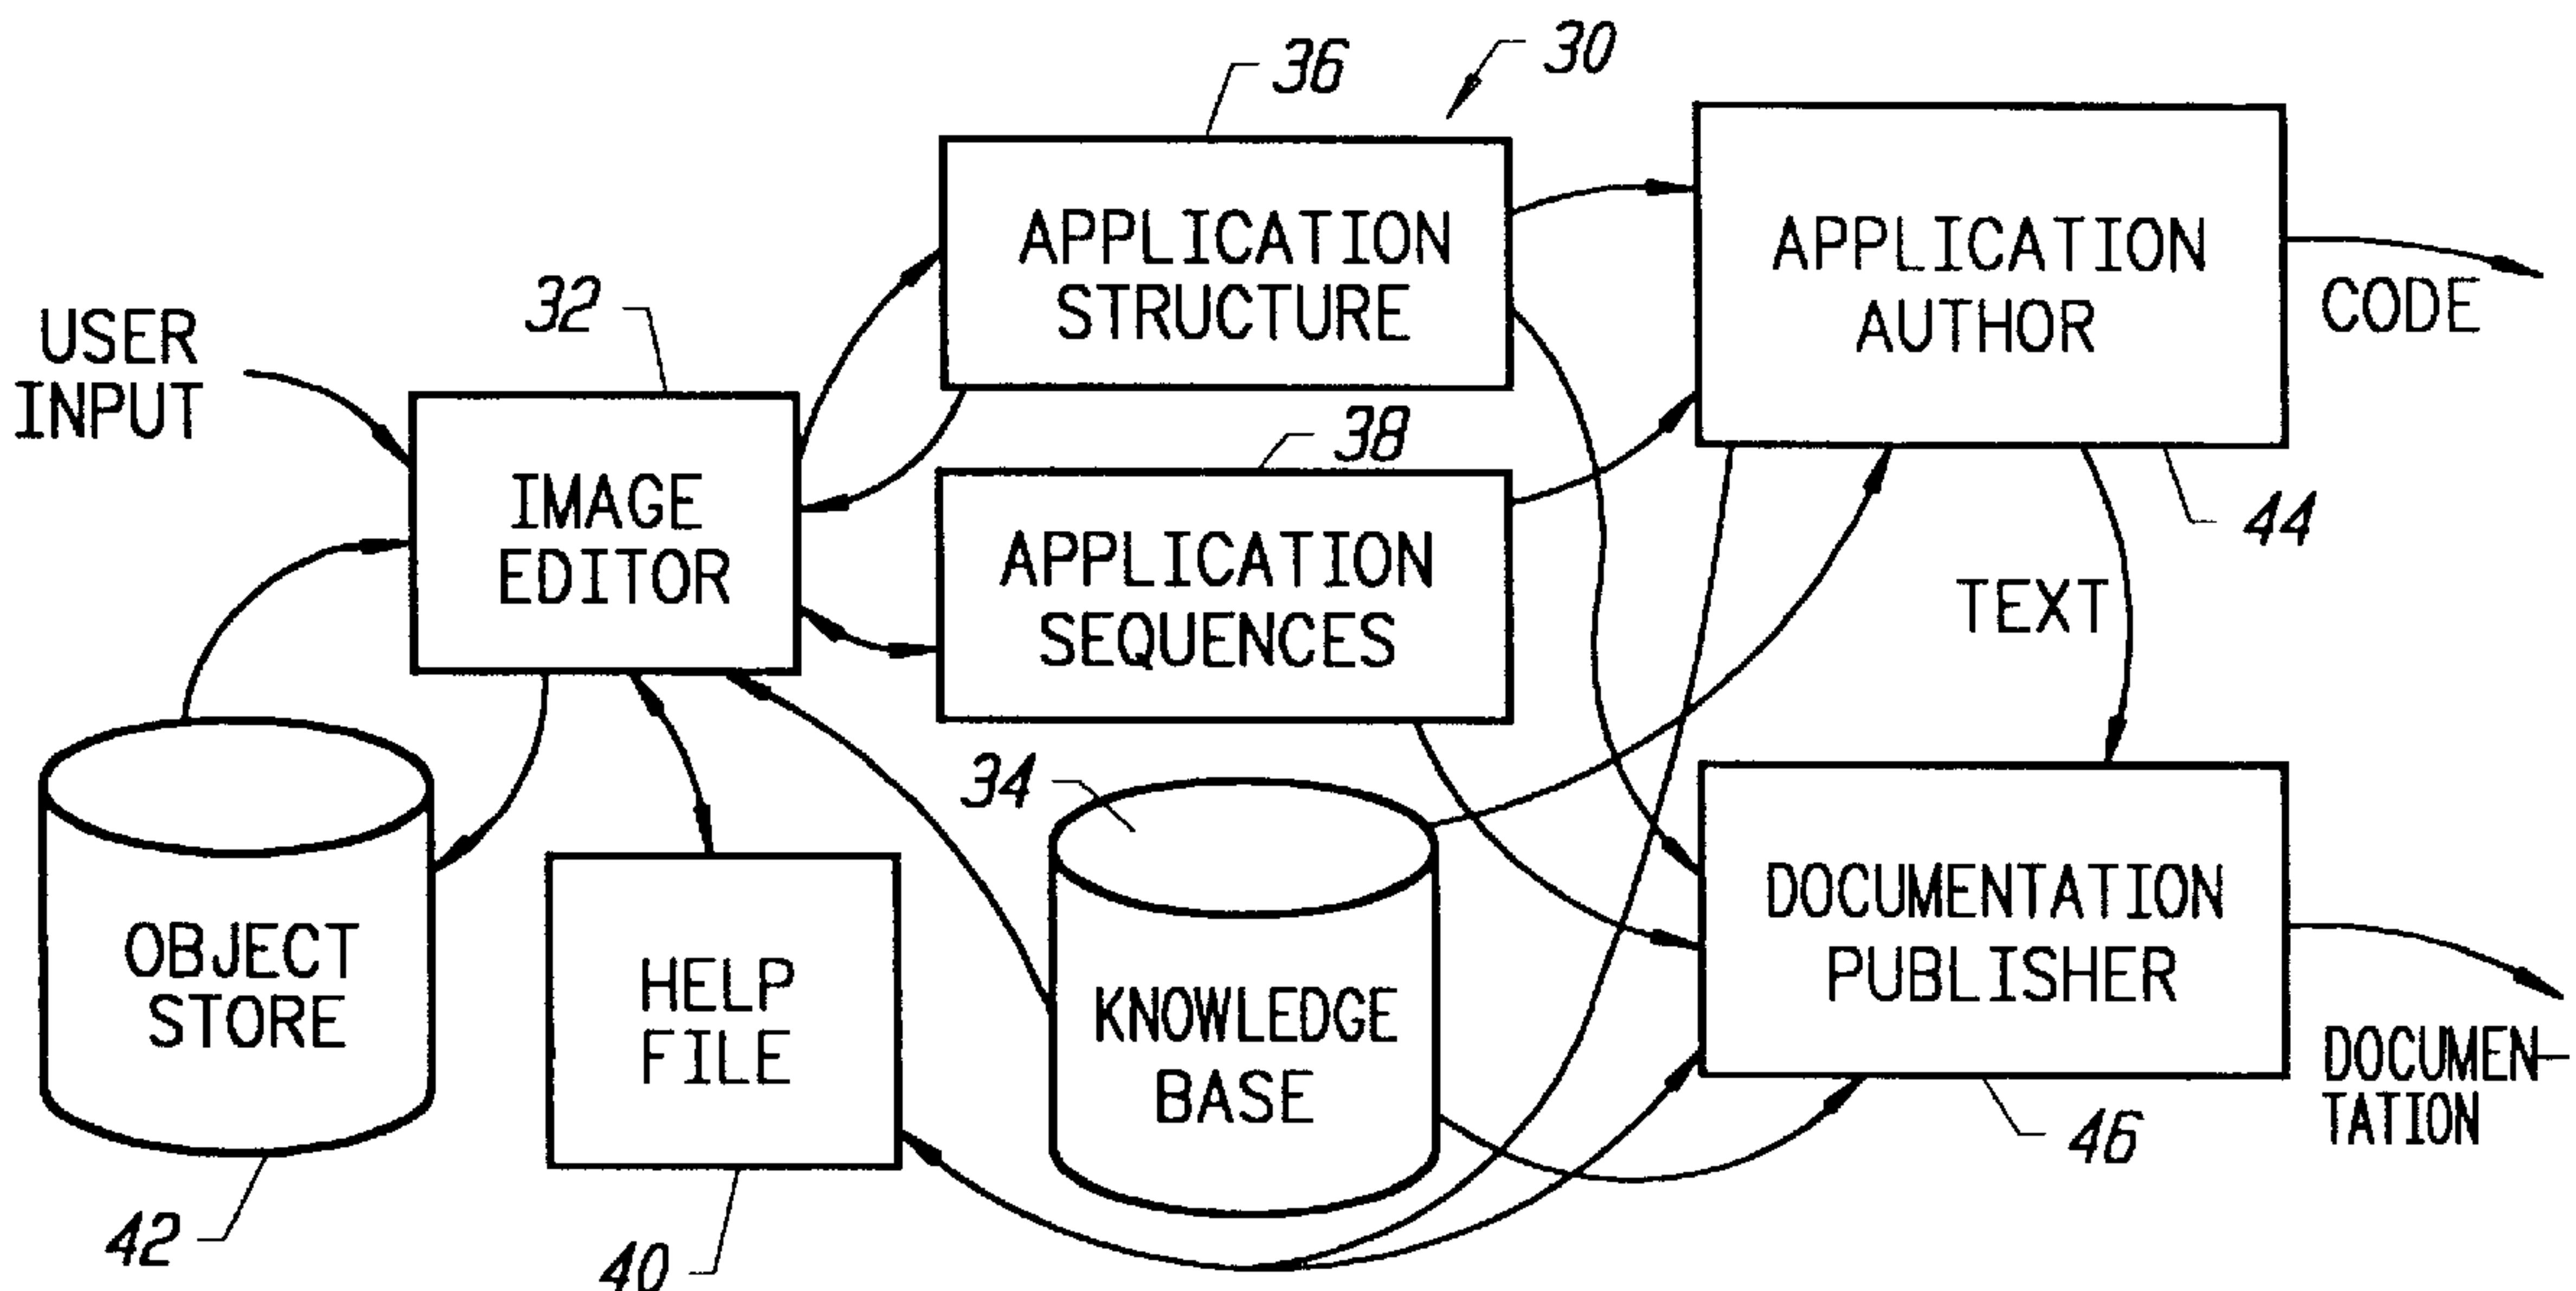 36
30
APPLICATION
STRUCTURE
APPLICATION
AUTHOR
CODE
USER
INPUT
32
IMAGE
EDITOR
38
APPLICATION
SEQUENCES
44
TEXT
34
OBJECT
STORE
HELP
FILE
KNOWLEDGE
BASE
DOCUMENTATION
PUBLISHER
DOCUMEN-
TATION
42
40
46